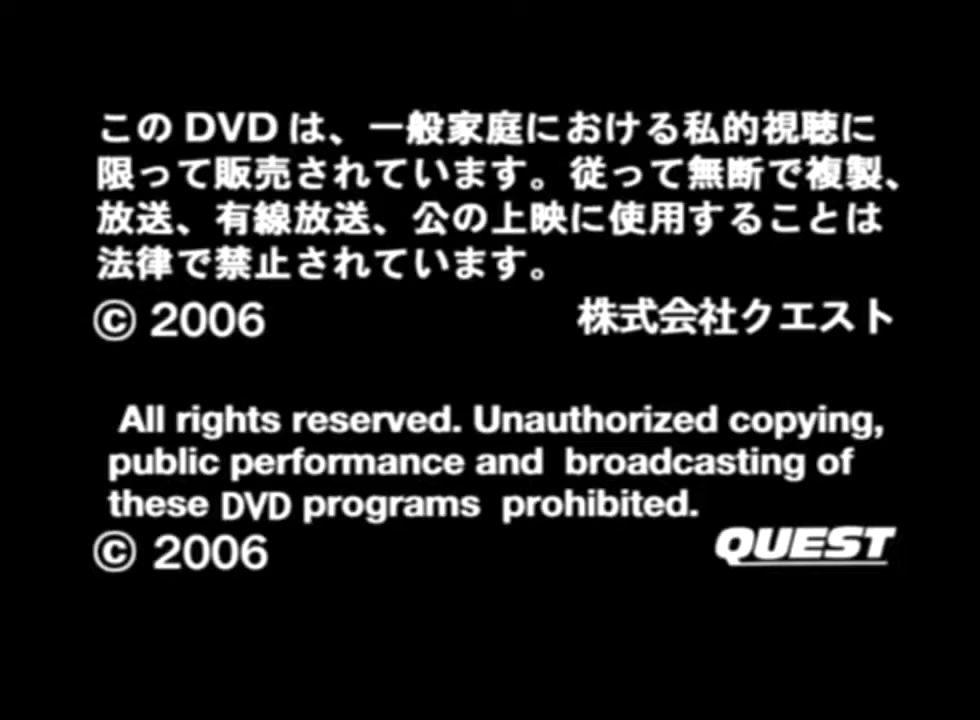 このDVDは、一般家庭における私的視聴に
限って販売されています。従って無断で複製、
放送、有線放送、公の上映に使用することは
法律で禁止されています。
© 2006 株式会社クエスト
All rights reserved. Unauthorized copying,
public performance and broadcasting of
these DVD programs prohibited.
© 2006 QUEST